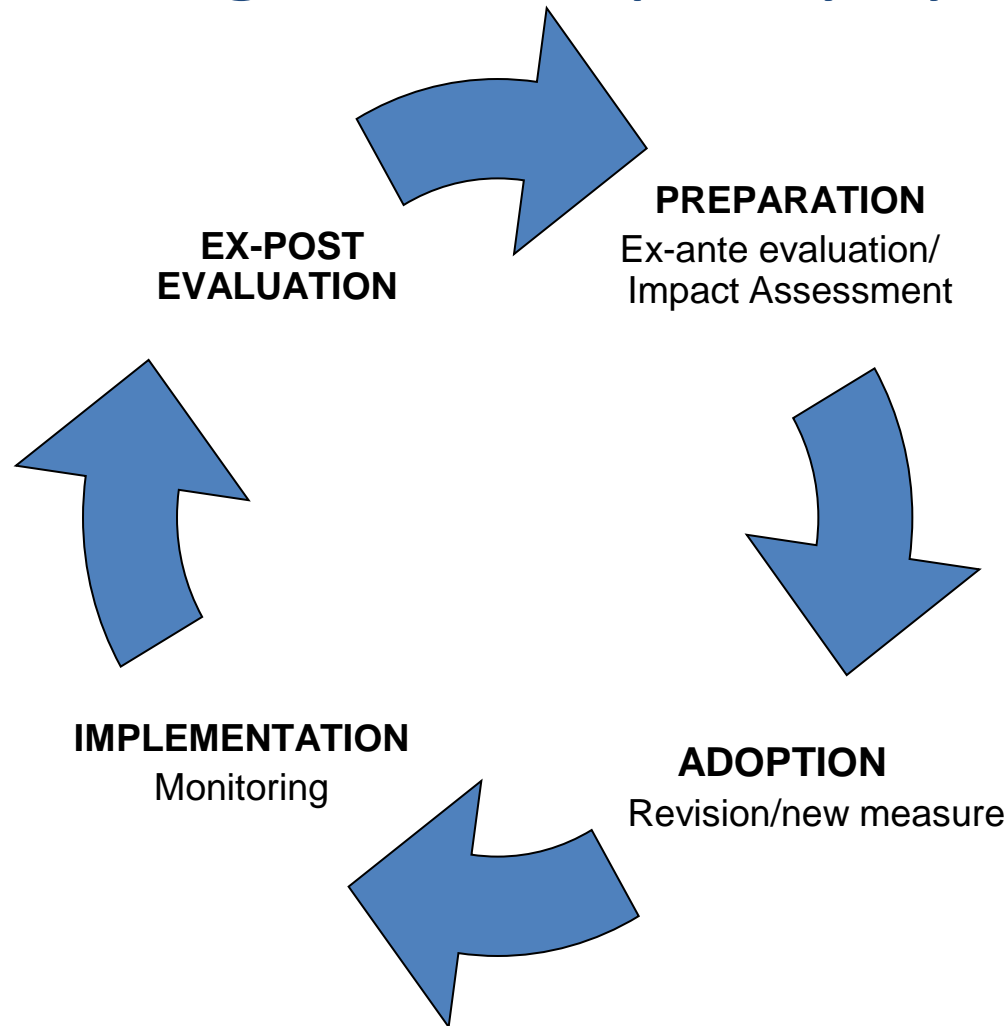 EX-POST
EVALUATION
PREPARATION
Ex-ante evaluation/
Impact Assessment
IMPLEMENTATION
Monitoring
ADOPTION
Revision/new measure